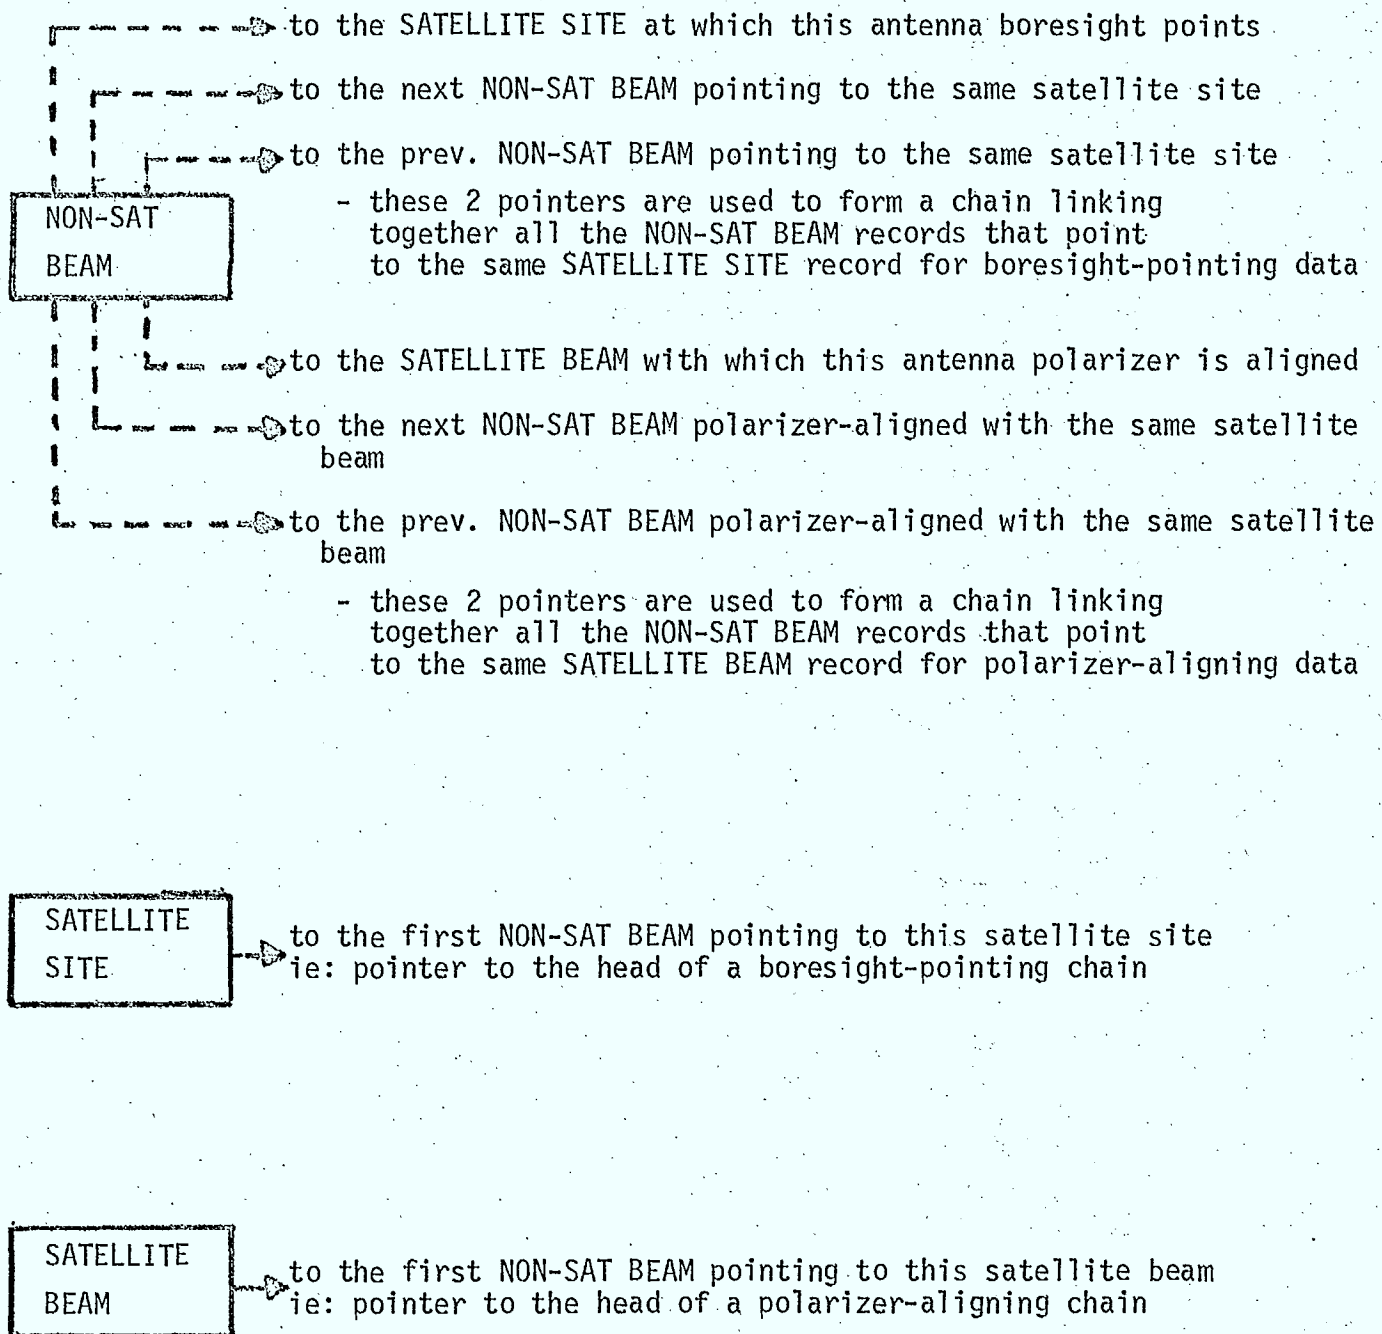 to the SATELLITE SITE at which this antenna boresight points
to the next NON-SAT BEAM pointing to the same satellite site
to the prev. NON-SAT BEAM pointing to the same satellite site
- these 2 pointers are used to form a chain linking
together all the NON-SAT BEAM records that point
to the same SATELLITE SITE record for boresight-pointing data
NON-SAT
BEAM
to the SATELLITE BEAM with which this antenna polarizer is aligned
to the next NON-SAT BEAM polarizer-aligned with the same satellite
beam
to the prev. NON-SAT BEAM polarizer-aligned with the same satellite
beam
- these 2 pointers are used to form a chain linking
together all the NON-SAT BEAM records that point
to the same SATELLITE BEAM record for polarizer-aligning data
SATELLITE
SITE
to the first NON-SAT BEAM pointing to this satellite site
ie: pointer to the head of a boresight-pointing chain
SATELLITE
BEAM
to the first NON-SAT BEAM pointing to this satellite beam
ie: pointer to the head of a polarizer-aligning chain